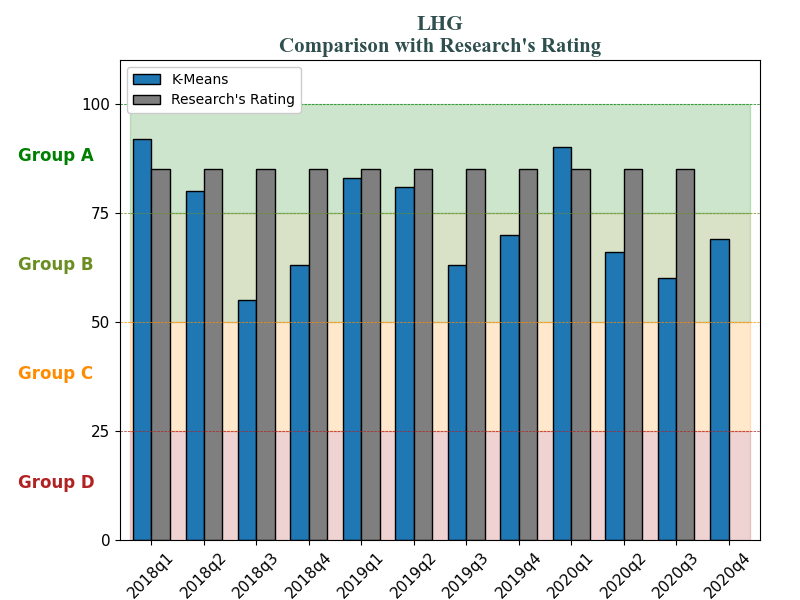 LHG
Comparison with Research's Rating
K-Means
Research's Rating
100
75
50
25
0
Group A
Group B
Group C
Group D
2018q1
2018q2
2018q3
2018q4
2019q1
2019q2
2019q3
2019q4
2020q1
2020q2
2020q3
2020q4